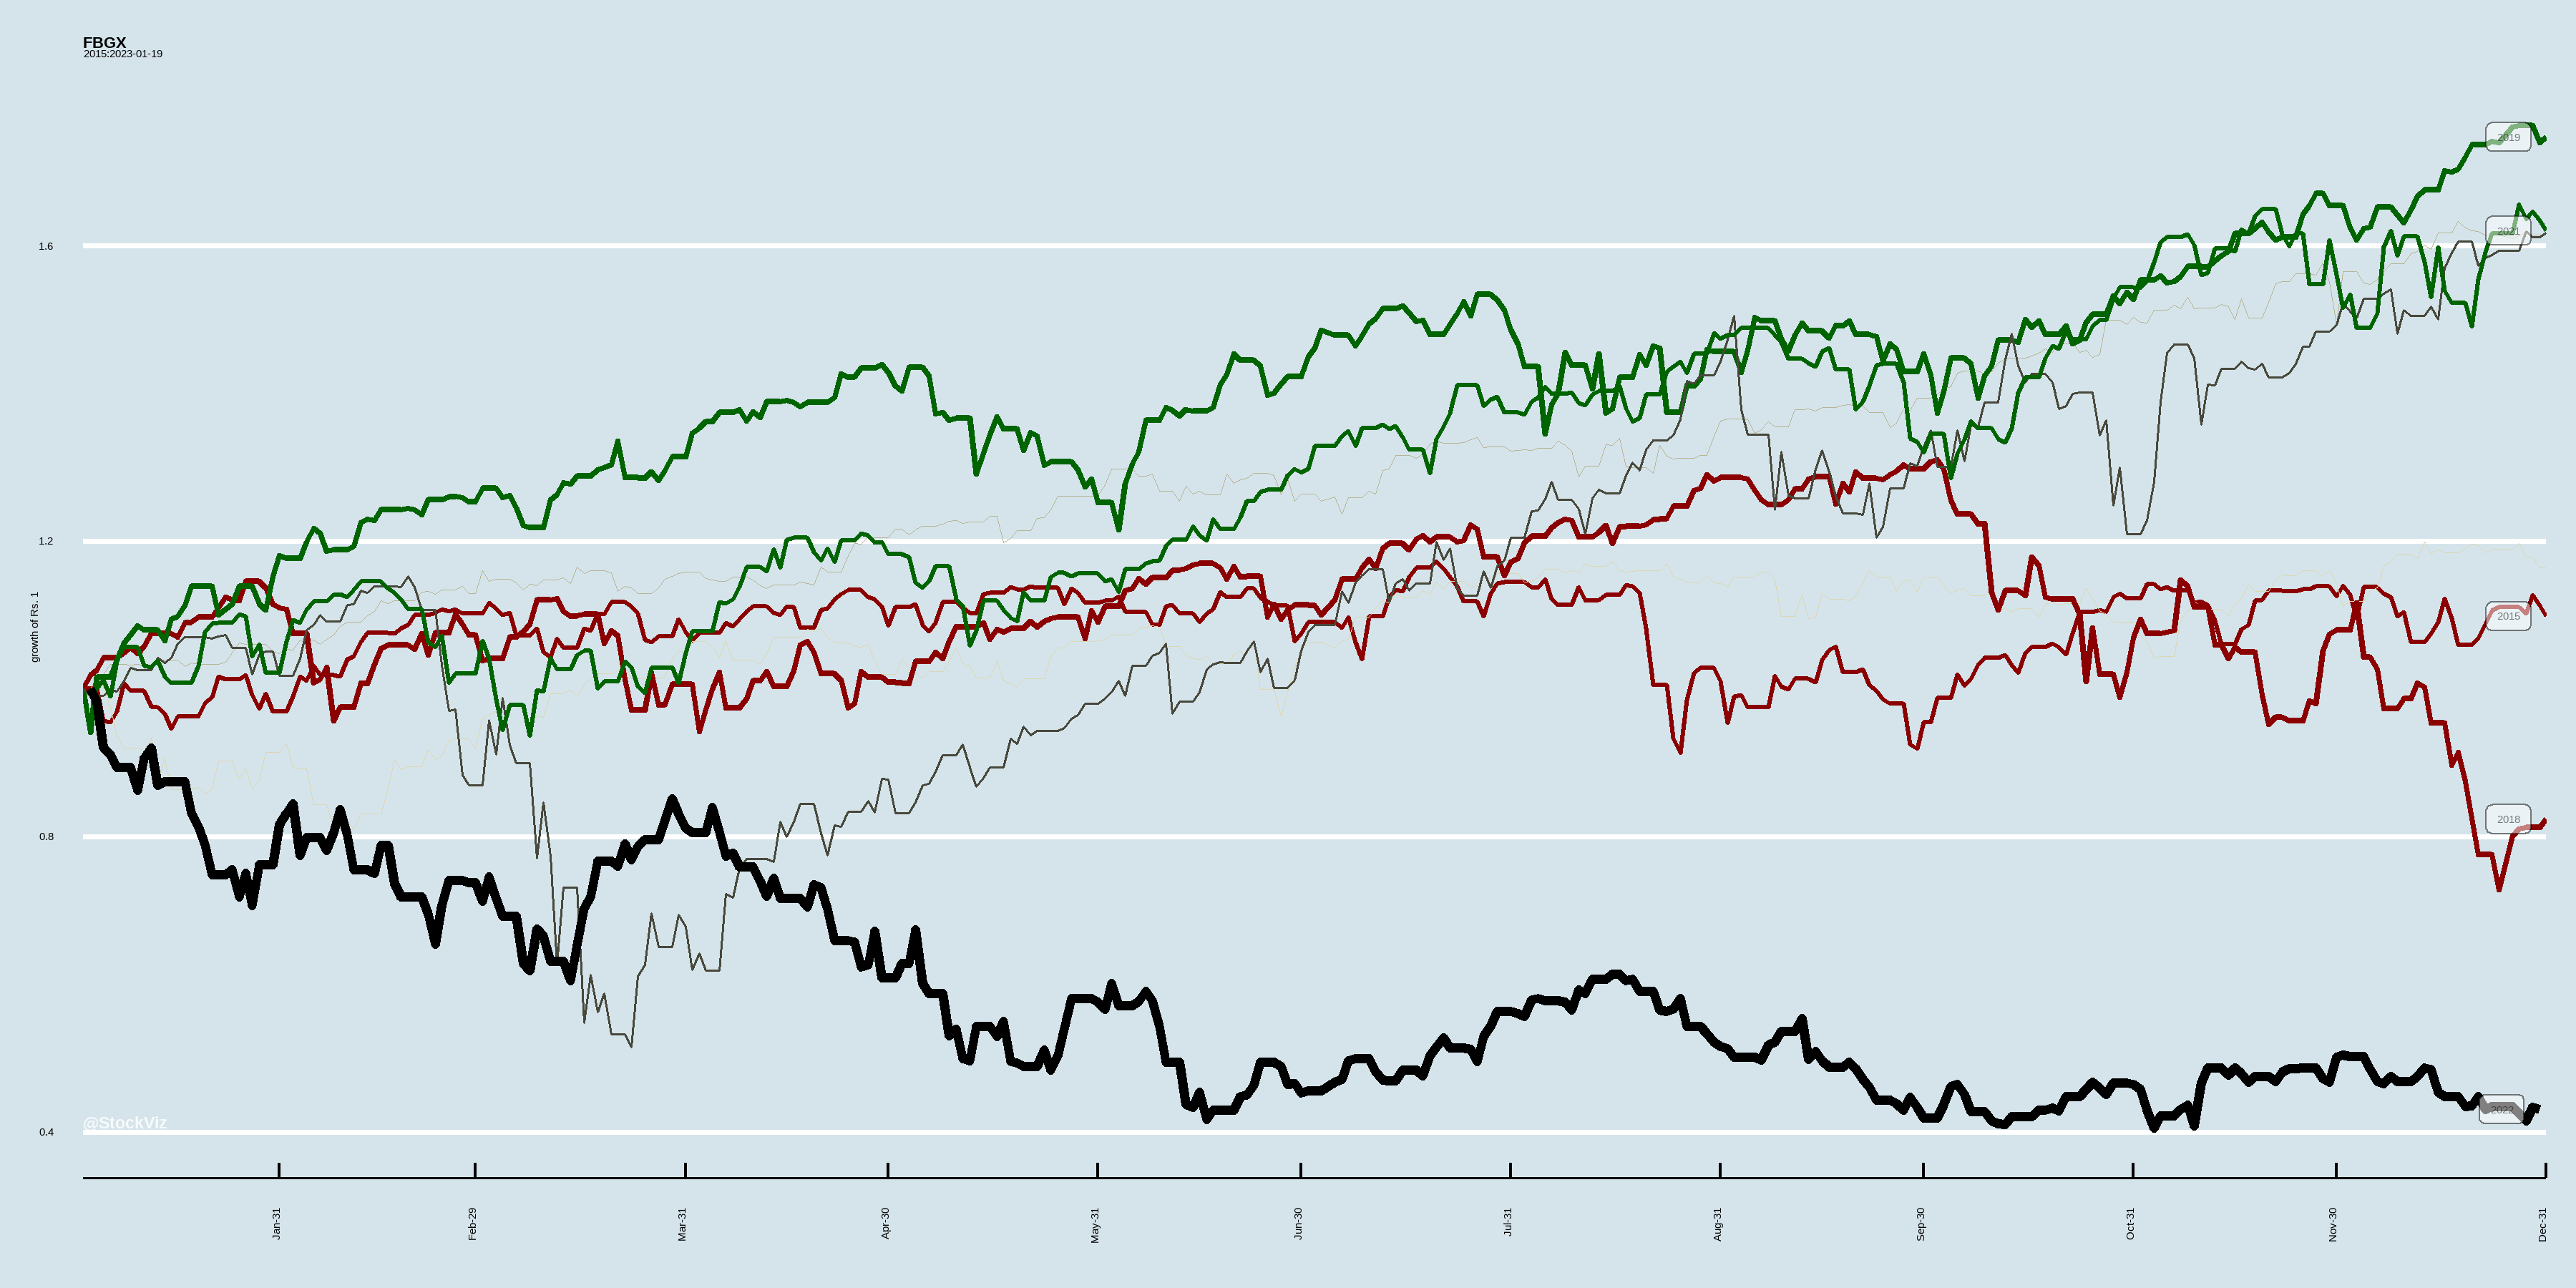 FBGX
2015:2023-01-19
2019
2021
1.6
1.2
growth of Rs. 1
2015
2018
0.8
2022
@StockViz
0.4
Jan-31
Feb-29
Mar-31
Apr-30
May-31
Jun-30
Jul-31
Aug-31
Sep-30
Oct-31
Nov-30
Dec-31